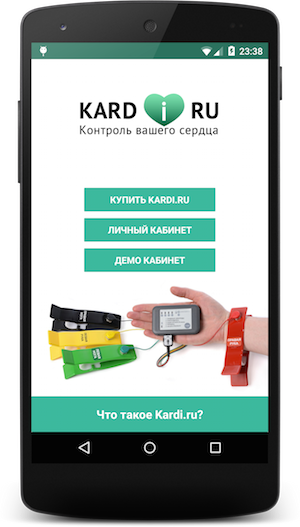 23:38
KARD i RU
Контроль вашего сердца
КУПИТЬ KARDI.RU
ЛИЧНЫЙ КАБИНЕТ
ДЕМО КАБИНЕТ
Что такое Kardi.ru?